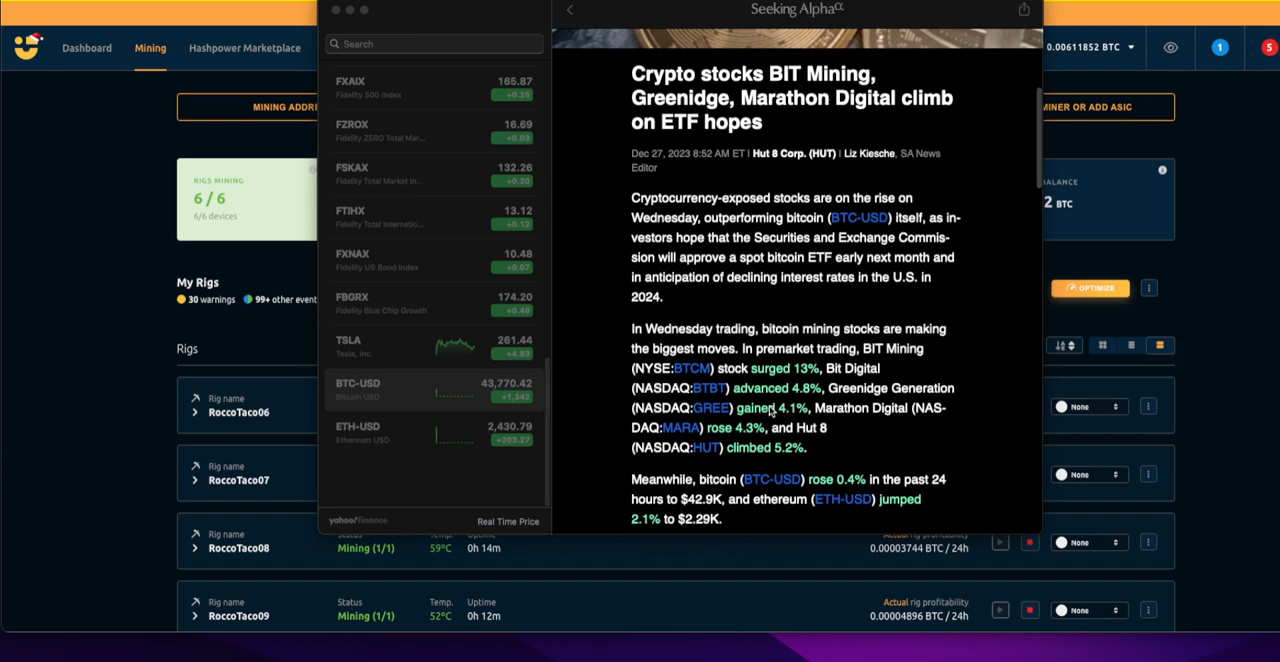 Dashboard
Mining
Hashpower Marketplace
0.00611852 BTC
1
5
MINING ADDRE
MINER OR ADD ASIC
RIGS MINING
6 / 6
6/6 devices
BALANCE
2 BTC
My Rigs
30 warnings
99+ other event
OPTIMIZE
Rigs
Rig name
RoccoTaco06
None
Rig name
RoccoTaco07
None
Rig name
RoccoTaco08
Status
Mining (1/1)
Temp.
59°C
Uptime
0h 14m
Actual rig profitability
0.00003744 BTC / 24h
None
Rig name
RoccoTaco09
Status
Mining (1/1)
Temp.
52°C
Uptime
0h 12m
Actual rig profitability
0.00004896 BTC / 24h
None
Search
FXAIX
Fidelity 500 Index
165.87
+0.25
FZROX
Fidelity ZERO Total Mar...
16.69
+0.03
FSKAX
Fidelity Total Market In...
132.26
+0.20
FTIHX
Fidelity Total Internatio...
13.12
+0.12
FXNAX
Fidelity US Bond Index
10.48
+0.07
FBGRX
Fidelity Blue Chip Growth
174.20
+0.49
TSLA
Tesla, Inc.
261.44
+4.83
BTC-USD
Bitcoin USD
43,770.42
+1,342
ETH-USD
Ethereum USD
2,430.79
+203.27
yahoo/finance
Real Time Price
Seeking Alphaα
Crypto stocks BIT Mining,
Greenidge, Marathon Digital climb
on ETF hopes
Dec 27, 2023 8:52 AM ET | Hut 8 Corp. (HUT) | Liz Kiesche, SA News
Editor
Cryptocurrency-exposed stocks are on the rise on
Wednesday, outperforming bitcoin (BTC-USD) itself, as in-
vestors hope that the Securities and Exchange Commis-
sion will approve a spot bitcoin ETF early next month and
in anticipation of declining interest rates in the U.S. in
2024.
In Wednesday trading, bitcoin mining stocks are making
the biggest moves. In premarket trading, BIT Mining
(NYSE:BTCM) stock surged 13%, Bit Digital
(NASDAQ:BTBT) advanced 4.8%, Greenidge Generation
(NASDAQ:GREE) gained 4.1%, Marathon Digital (NAS-
DAQ:MARA) rose 4.3%, and Hut 8
(NASDAQ:HUT) climbed 5.2%.
Meanwhile, bitcoin (BTC-USD) rose 0.4% in the past 24
hours to $42.9K, and ethereum (ETH-USD) jumped
2.1% to $2.29K.